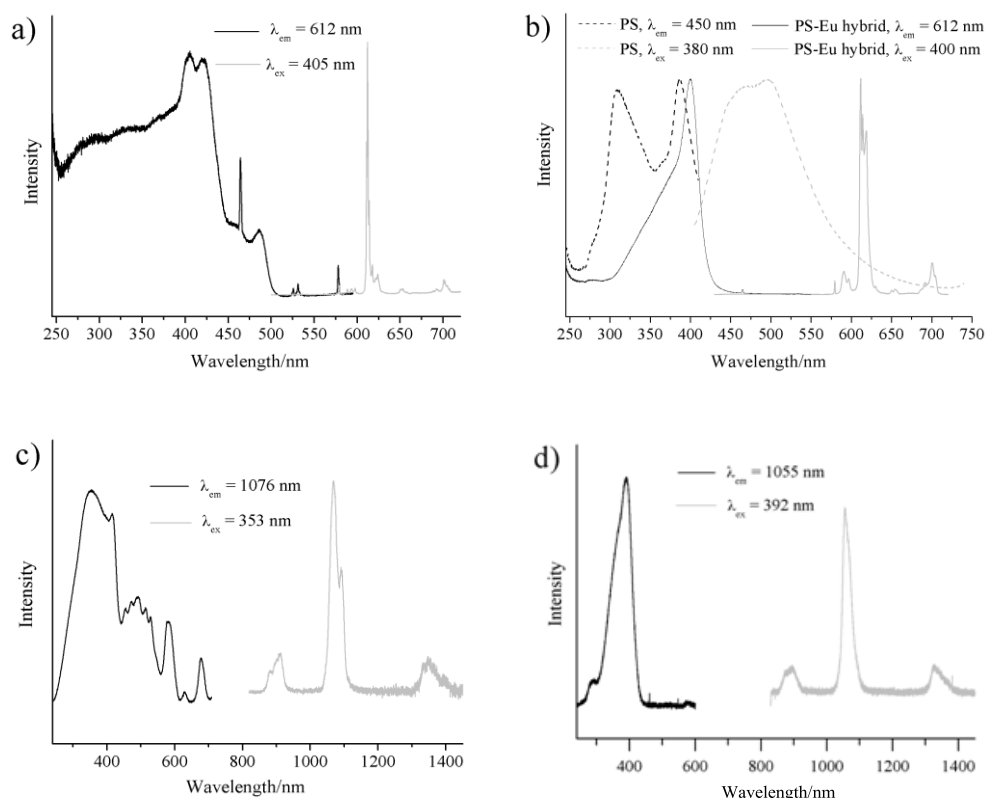 a)
λem = 612 nm
λex = 405 nm
Intensity
250 300 350 400 450 500 550 600 650 700
Wavelength/nm
b)
PS, λem = 450 nm
PS-Eu hybrid, λem = 612 nm
PS, λex = 380 nm
PS-Eu hybrid, λex = 400 nm
Intensity
250 300 350 400 450 500 550 600 650 700 750
Wavelength/nm
c)
λem = 1076 nm
λex = 353 nm
Intensity
400 600 800 1000 1200 1400
Wavelength/nm
d)
λem = 1055 nm
λex = 392 nm
Intensity
400 600 800 1000 1200 1400
Wavelength/nm